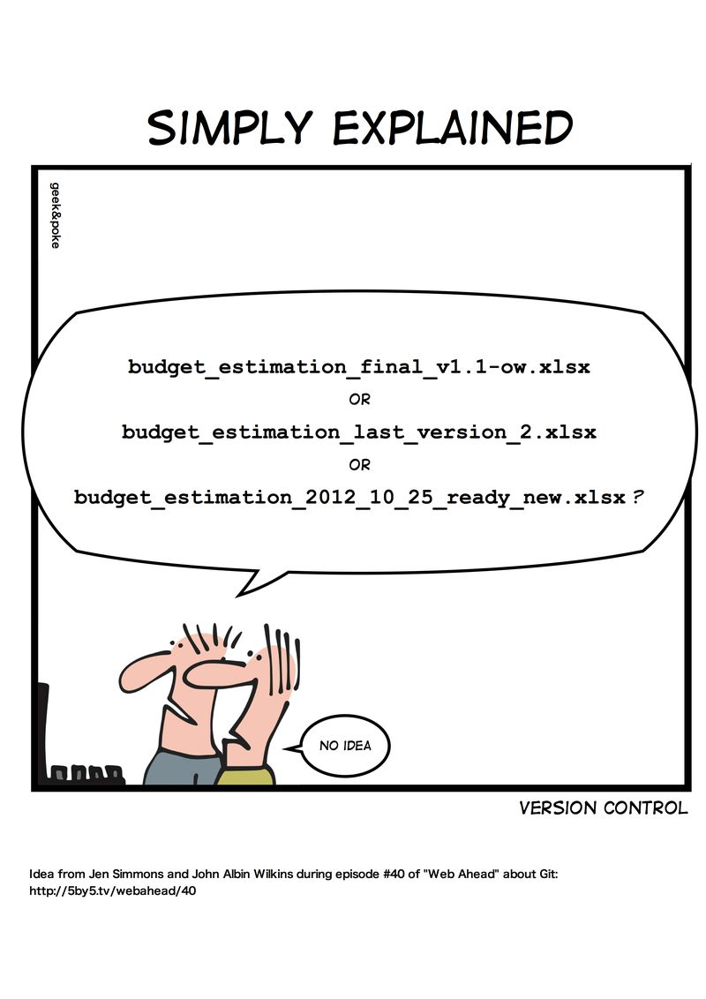 SIMPLY EXPLAINED
geek&poke
budget_estimation_final_v1.1-ow.xlsx
OR
budget_estimation_last_version_2.xlsx
OR
budget_estimation_2012_10_25_ready_new.xlsx?
NO IDEA
VERSION CONTROL
Idea from Jen Simmons and John Albin Wilkins during episode #40 of "Web Ahead" about Git:
http://5by5.tv/webahead/40